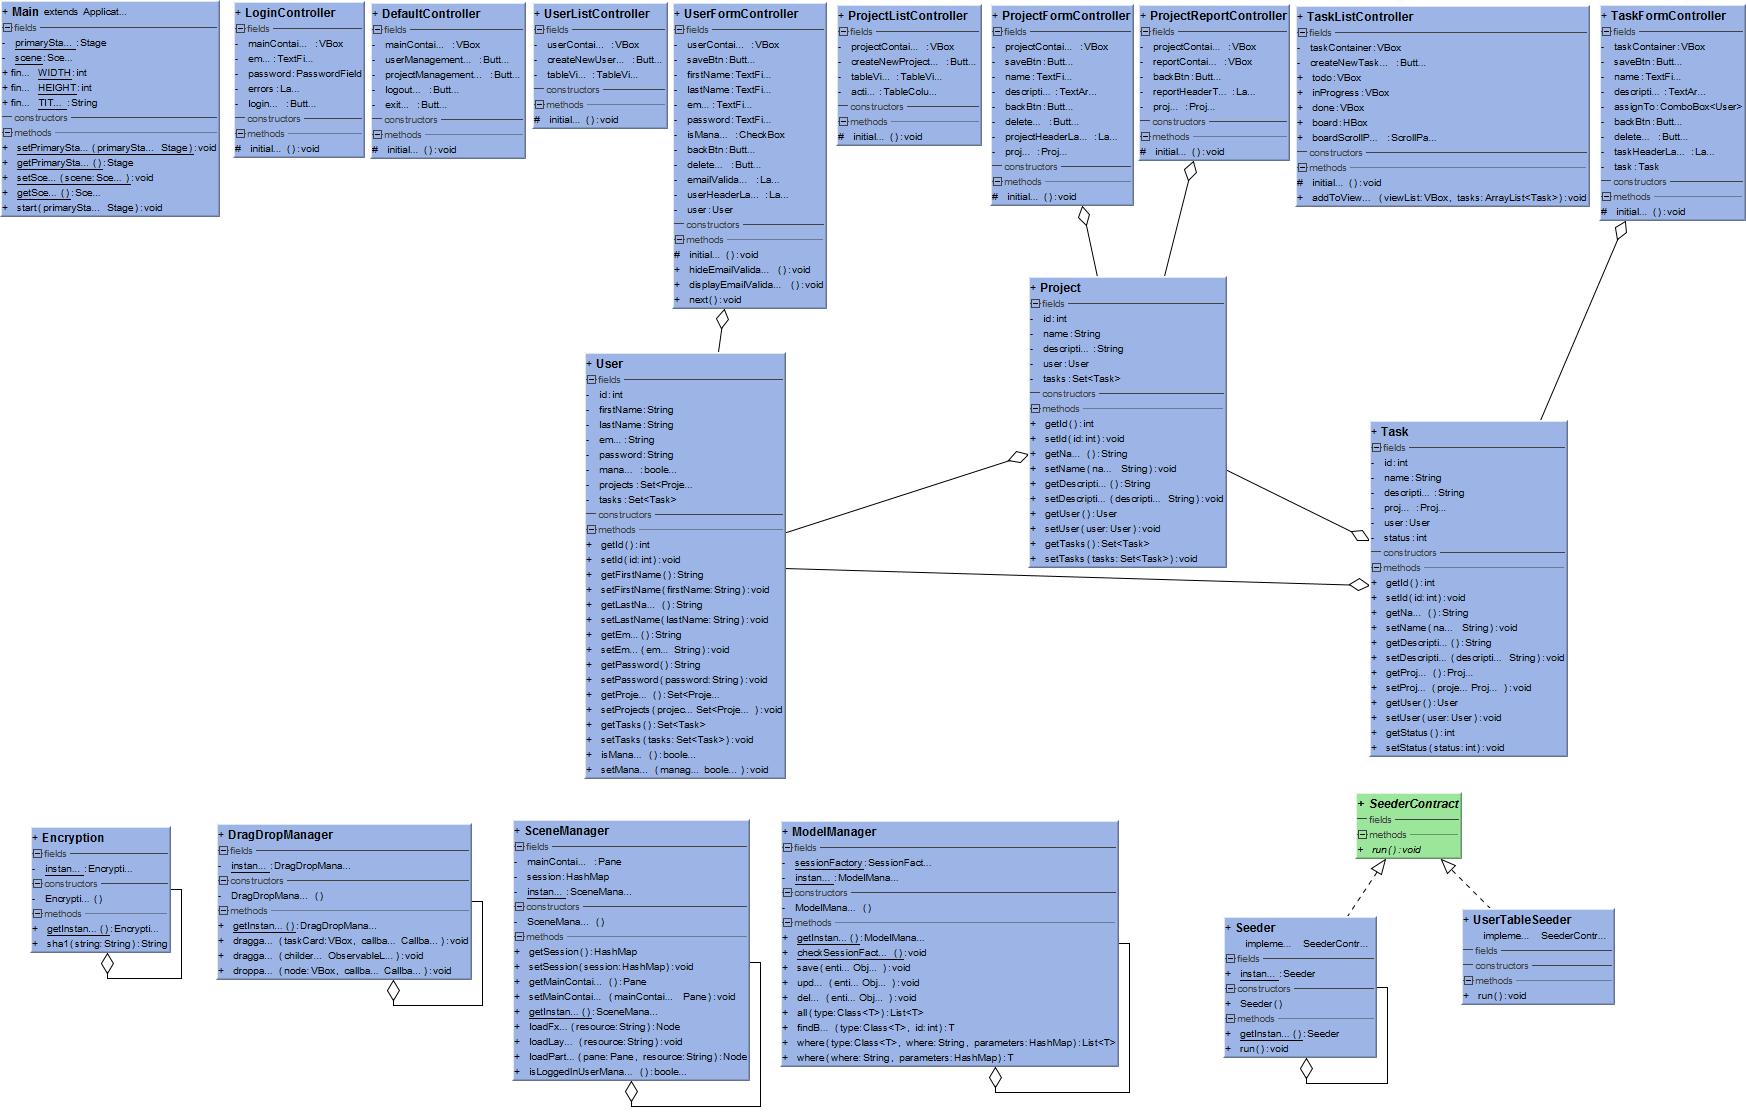 + Main extends Applicat...
fields
- primarySta... : Stage
- scene: Sce...
+ fin... WIDTH: int
+ fin... HEIGHT: int
+ fin... TIT... : String
constructors
methods
+ setPrimarySta... ( primarySta... Stage) : void
+ getPrimarySta... () : Stage
+ setSce... (scene: Sce... ) : void
+ getSce... () : Sce...
+ start( primarySta... Stage) : void
+ LoginController
fields
- mainContai... : VBox
- em... : TextFi...
- password: PasswordField
- errors: La...
- login... : Butt...
constructors
methods
# initial... () : void
+ DefaultController
fields
- mainContai... : VBox
- userManagement... : Butt...
- projectManagement... : Butt...
- logout... : Butt...
- exit... : Butt...
constructors
methods
# initial... () : void
+ UserListController
fields
- userContai... : VBox
- createNewUser... : Butt...
- tableVi... : TableVi...
constructors
methods
# initial... () : void
+ UserFormController
fields
- userContai... : VBox
- saveBtn: Butt...
- firstName: TextFi...
- lastName: TextFi...
- em... : TextFi...
- password: TextFi...
- isMana... : CheckBox
- backBtn: Butt...
- delete... : Butt...
- emailValida... : La...
- userHeaderLa... : La...
- user: User
constructors
methods
# initial... () : void
+ hideEmailValida... () : void
+ displayEmailValida... () : void
+ next() : void
+ ProjectListController
fields
- projectContai... : VBox
- createNewProject... : Butt...
- tableVi... : TableVi...
- acti... : TableColu...
constructors
methods
# initial... () : void
+ ProjectFormController
fields
- projectContai... : VBox
- saveBtn: Butt...
- name: TextFi...
- descripti... : TextAr...
- backBtn: Butt...
- delete... : Butt...
- projectHeaderLa... : La...
- proj... : Proj...
constructors
methods
# initial... () : void
+ ProjectReportController
fields
- projectContai... : VBox
- reportContai... : VBox
- backBtn: Butt...
- reportHeaderT... : La...
- proj... : Proj...
constructors
methods
# initial... () : void
+ TaskListController
fields
- taskContainer: VBox
- createNewTask... : Butt...
+ todo: VBox
+ inProgress: VBox
+ done: VBox
+ board: HBox
+ boardScrollP... : ScrollPa...
constructors
methods
# initial... () : void
+ addToView... (viewList: VBox, tasks: ArrayList<Task>) : void
+ TaskFormController
fields
- taskContainer: VBox
- saveBtn: Butt...
- name: TextFi...
- descripti... : TextAr...
- assignTo: ComboBox<User>
- backBtn: Butt...
- delete... : Butt...
- taskHeaderLa... : La...
- task: Task
constructors
methods
# initial... () : void
+ Project
fields
- id: int
- name: String
- descripti... : String
- user: User
- tasks: Set<Task>
constructors
methods
+ getId() : int
+ setId(id: int) : void
+ getNa... () : String
+ setName( na... String) : void
+ getDescripti... () : String
+ setDescripti... ( descripti... String) : void
+ getUser() : User
+ setUser(user: User) : void
+ getTasks() : Set<Task>
+ setTasks(tasks: Set<Task>) : void
+ User
fields
- id: int
- firstName: String
- lastName: String
- em... : String
- password: String
- mana... : boole...
- projects: Set<Proje...
- tasks: Set<Task>
constructors
methods
+ getId() : int
+ setId(id: int) : void
+ getFirstName() : String
+ setFirstName(firstName: String) : void
+ getLastNa... () : String
+ setLastName(lastName: String) : void
+ getEm... () : String
+ setEm... ( em... String) : void
+ getPassword() : String
+ setPassword(password: String) : void
+ getProje... () : Set<Proje...
+ setProjects( projec... Set<Proje... ) : void
+ getTasks() : Set<Task>
+ setTasks(tasks: Set<Task>) : void
+ isMana... () : boole...
+ setMana... ( manag... boole... ) : void
+ Task
fields
- id: int
- name: String
- descripti... : String
- proj... : Proj...
- user: User
- status: int
constructors
methods
+ getId() : int
+ setId(id: int) : void
+ getNa... () : String
+ setName( na... String) : void
+ getDescripti... () : String
+ setDescripti... ( descripti... String) : void
+ getProj... () : Proj...
+ setProj... ( proje... Proj... ) : void
+ getUser() : User
+ setUser(user: User) : void
+ getStatus() : int
+ setStatus(status: int) : void
+ Encryption
fields
- instan... : Encrypti...
constructors
- Encrypti... ()
methods
+ getInstan... () : Encrypti...
+ sha1(string: String) : String
+ DragDropManager
fields
- instan... : DragDropMana...
constructors
- DragDropMana... ()
methods
+ getInstan... () : DragDropMana...
+ dragga... (taskCard: VBox, callba... Callba... ) : void
+ dragga... ( childer... ObservableL... ) : void
+ droppa... (node: VBox, callba... Callba... ) : void
+ SceneManager
fields
- mainContai... : Pane
- session: HashMap
- instan... : SceneMana...
constructors
- SceneMana... ()
methods
+ getSession() : HashMap
+ setSession(session: HashMap) : void
+ getMainContai... () : Pane
+ setMainContai... ( mainContai... Pane) : void
+ getInstan... () : SceneMana...
+ loadFx... (resource: String) : Node
+ loadLay... (resource: String) : void
+ loadPart... (pane: Pane, resource: String) : Node
+ isLoggedInUserMana... () : boole...
+ ModelManager
fields
- sessionFactory: SessionFact...
- instan... : ModelMana...
constructors
- ModelMana... ()
methods
+ getInstan... () : ModelMana...
+ checkSessionFact... () : void
+ save( enti... Obj... ) : void
+ upd... ( enti... Obj... ) : void
+ del... ( enti... Obj... ) : void
+ all(type: Class<T>) : List<T>
+ findB... (type: Class<T>, id: int) : T
+ where(type: Class<T>, where: String, parameters: HashMap) : List<T>
+ where(where: String, parameters: HashMap) : T
+ SeederContract
fields
methods
+ run() : void
+ Seeder
impleme... SeederContr...
fields
- instan... : Seeder
constructors
- Seeder()
methods
+ getInstan... () : Seeder
+ run() : void
+ UserTableSeeder
impleme... SeederContr...
fields
constructors
methods
+ run() : void